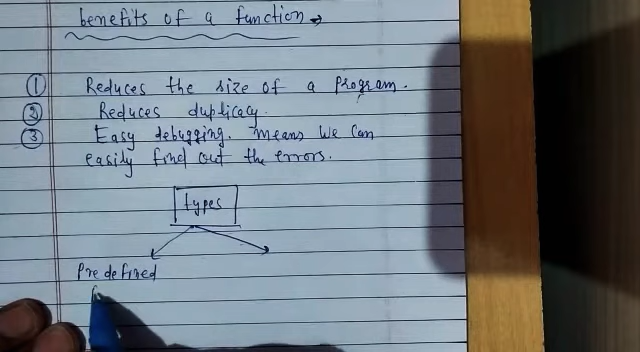 benefits of a function →
① Reduces the size of a program.
② Reduces duplicacy.
③ Easy debugging. means we can
easily find out the errors.
types
Predefined